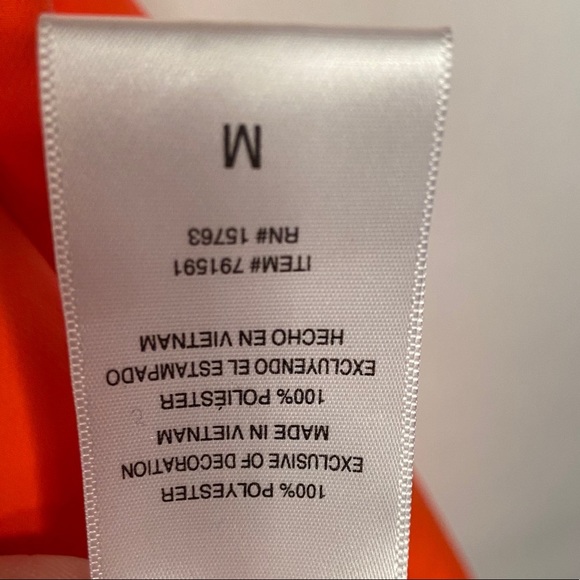 100% POLYESTER
EXCLUSIVE OF DECORATION
MADE IN VIETNAM
100% POLIÉSTER
EXCLUYENDO EL ESTAMPADO
HECHO EN VIETNAM
ITEM# 791591
RN# 15763
M